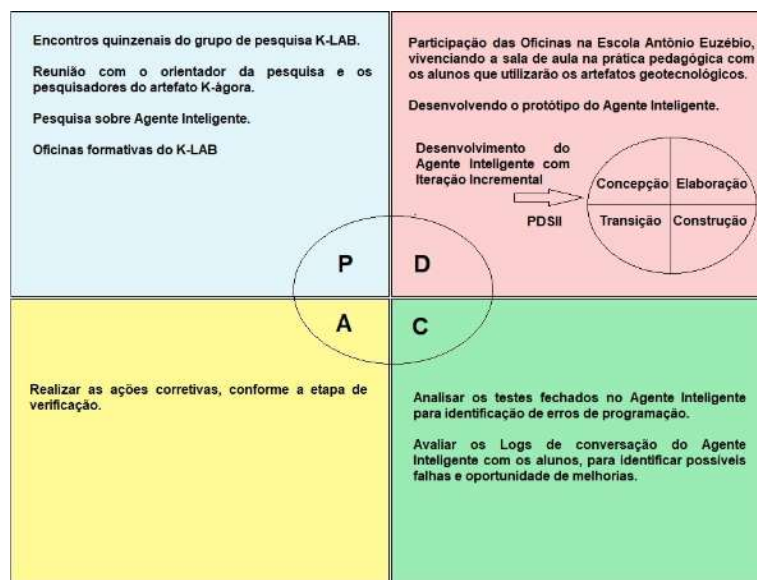 Encontros quinzenais do grupo de pesquisa K-LAB.
Reunião com o orientador da pesquisa e os
pesquisadores do artefato K-ágora.
Pesquisa sobre Agente Inteligente.
Oficinas formativas do K-LAB
Participação das Oficinas na Escola Antônio Euzébio,
vivenciando a sala de aula na prática pedagógica com
os alunos que utilizarão os artefatos geotecnológicos.
Desenvolvendo o protótipo do Agente Inteligente.
Desenvolvimento do
Agente Inteligente com
Iteração Incremental
PDSII
Concepção
Elaboração
Transição
Construção
P
D
A
C
Realizar as ações corretivas, conforme a etapa de
verificação.
Analisar os testes fechados no Agente Inteligente
para identificação de erros de programação.
Avaliar os Logs de conversação do Agente
Inteligente com os alunos, para identificar possíveis
falhas e oportunidade de melhorias.